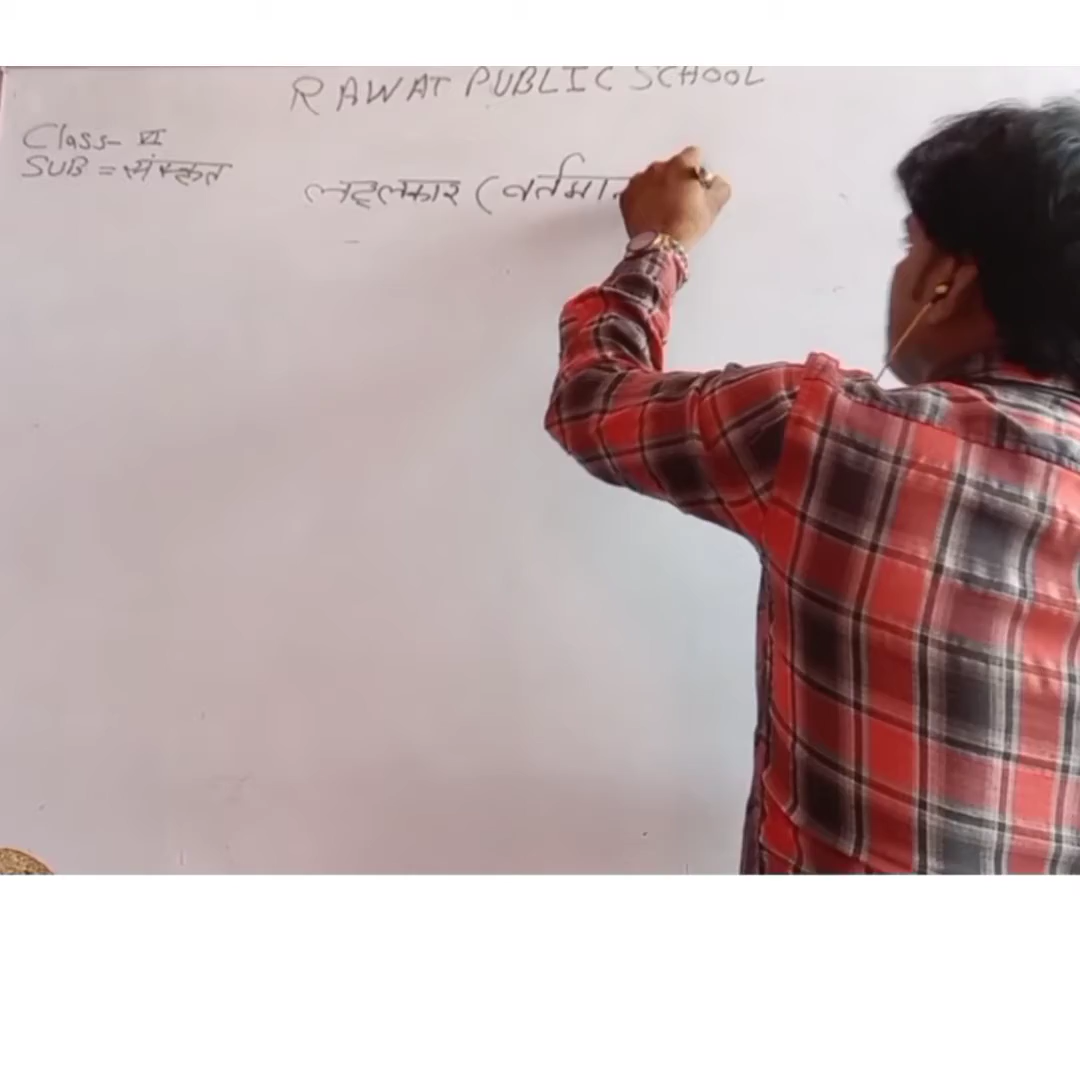 RAWAT PUBLIC SCHOOL
Class- VI
SUB = संस्कृत
लट्लकार (वर्तमान